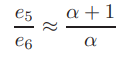 e₅/e₆ ≈ (α + 1)/α